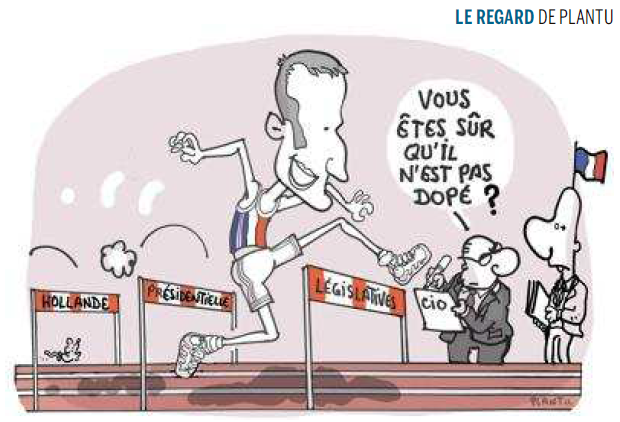 LE REGARD DE PLANTU
VOUS
ÊTES SÛR
QU'IL
N'EST PAS
DOPÉ ?
HOLLANDE
PRÉSIDENTIELLE
LÉGISLATIVES
CIO
PLANTU